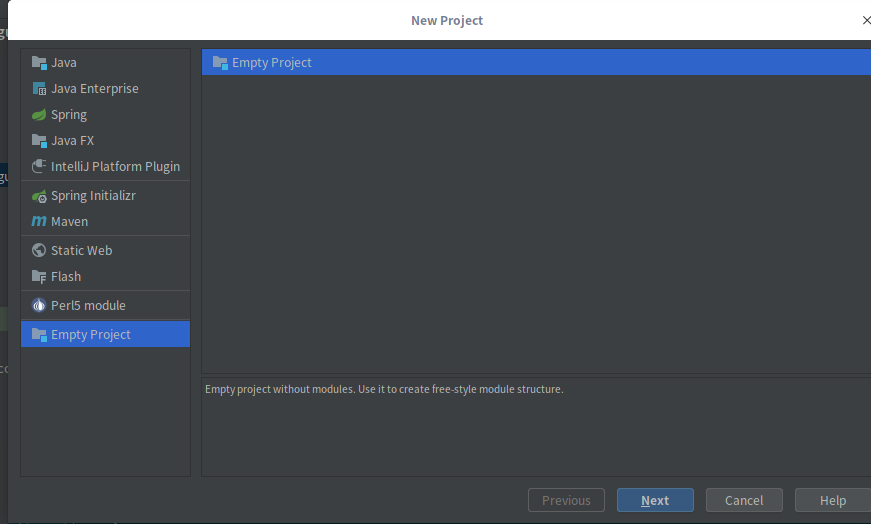 New Project
Java
Java Enterprise
Spring
Java FX
IntelliJ Platform Plugin
Spring Initializr
Maven
Static Web
Flash
Perl5 module
Empty Project
Empty Project
Empty project without modules. Use it to create free-style module structure.
Previous
Next
Cancel
Help